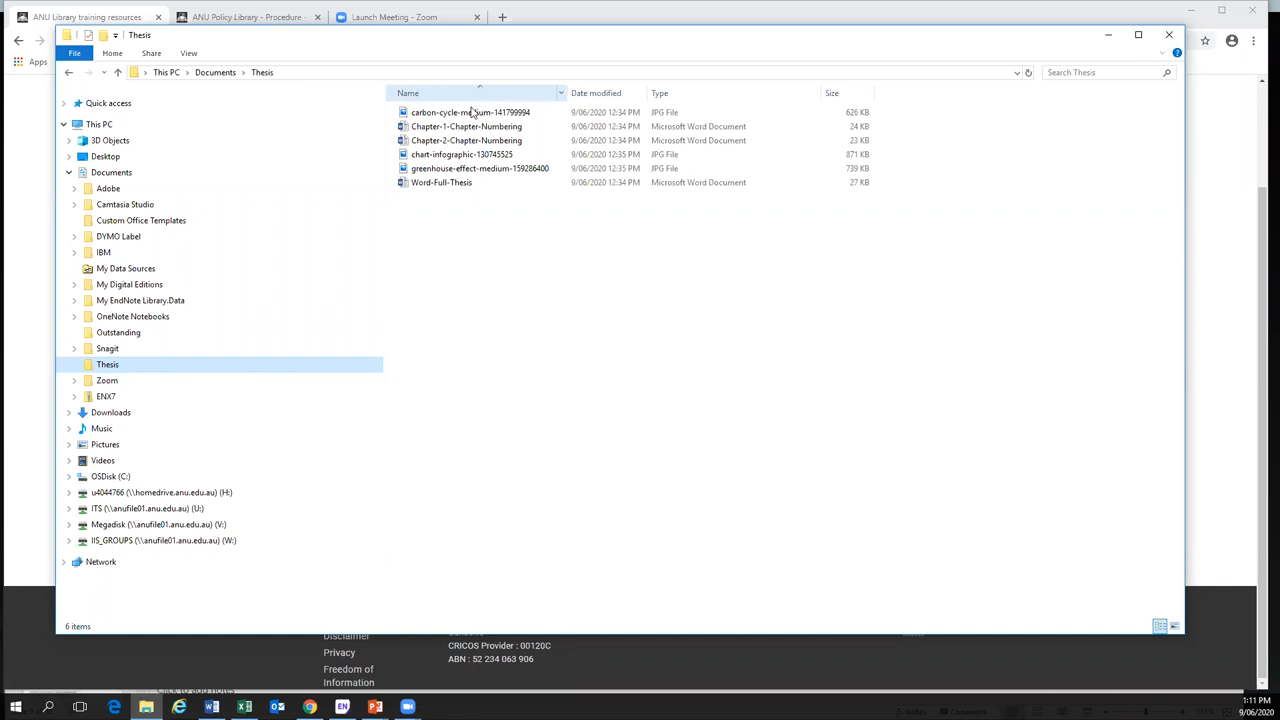 ANU Library training resources
ANU Policy Library - Procedure -
Launch Meeting - Zoom
Apps
Thesis
File Home Share View
This PC Documents Thesis
Search Thesis
Name Date modified Type Size
carbon-cycle-medium-141799994 9/06/2020 12:34 PM JPG File 626 KB
Chapter-1-Chapter-Numbering 9/06/2020 12:34 PM Microsoft Word Document 24 KB
Chapter-2-Chapter-Numbering 9/06/2020 12:34 PM Microsoft Word Document 23 KB
chart-infographic-130745525 9/06/2020 12:35 PM JPG File 871 KB
greenhouse-effect-medium-159286400 9/06/2020 12:35 PM JPG File 739 KB
Word-Full-Thesis 9/06/2020 12:34 PM Microsoft Word Document 27 KB
Quick access
This PC
3D Objects
Desktop
Documents
Adobe
Camtasia Studio
Custom Office Templates
DYMO Label
IBM
My Data Sources
My Digital Editions
My EndNote Library.Data
OneNote Notebooks
Outstanding
Snagit
Thesis
Zoom
ENX7
Downloads
Music
Pictures
Videos
OSDisk (C:)
u4044766 (\\homedrive.anu.edu.au) (H:)
ITS (\\anufile01.anu.edu.au) (U:)
Megadisk (\\anufile01.anu.edu.au) (V:)
IIS_GROUPS (\\anufile01.anu.edu.au) (W:)
Network
6 items
Disclaimer
Privacy
Freedom of
Information
CRICOS Provider : 00120C
ABN : 52 234 063 906
Click to add notes
Notes Comments
EN
1:11 PM
9/06/2020